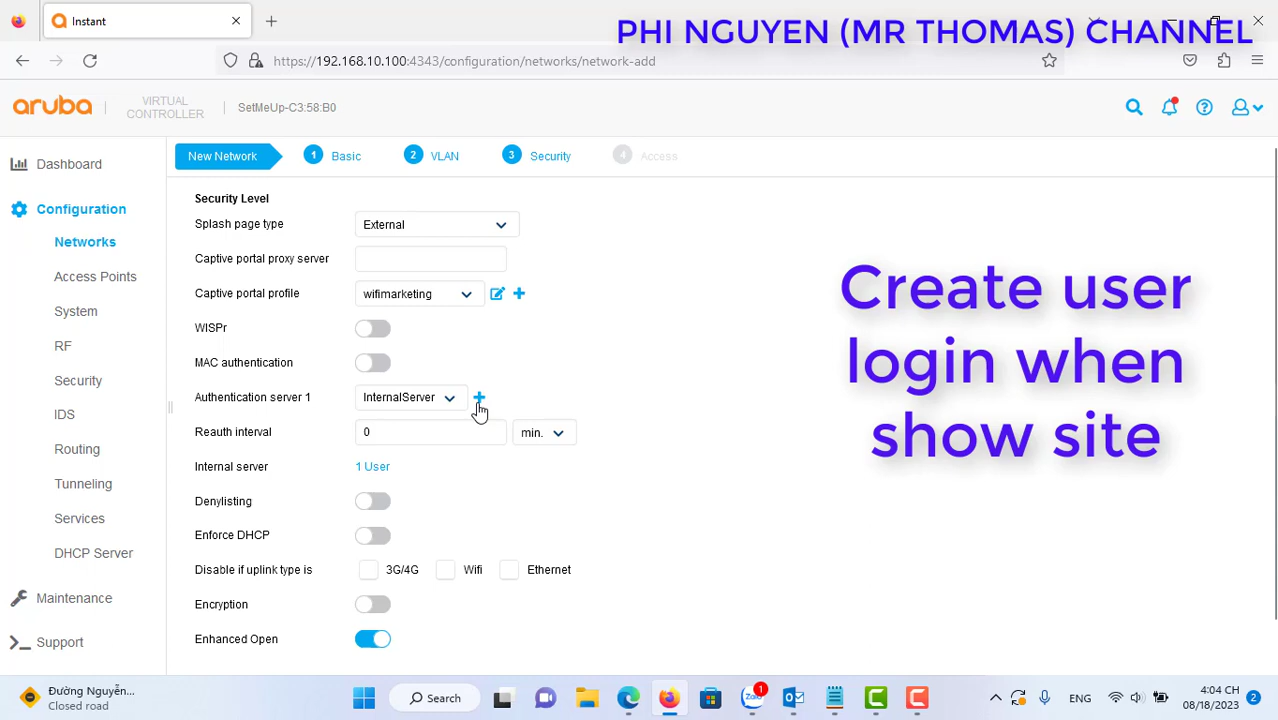 Instant
PHI NGUYEN (MR THOMAS) CHANNEL
https://192.168.10.100:4343/configuration/networks/network-add
aruba
VIRTUAL
CONTROLLER
SetMeUp-C3:58:B0
Dashboard
Configuration
Networks
Access Points
System
RF
Security
IDS
Routing
Tunneling
Services
DHCP Server
Maintenance
Support
New Network
1 Basic
2 VLAN
3 Security
4 Access
Security Level
Splash page type External
Captive portal proxy server
Captive portal profile wifimarketing
WISPr
MAC authentication
Authentication server 1 InternalServer
Reauth interval 0 min.
Internal server 1 User
Denylisting
Enforce DHCP
Disable if uplink type is 3G/4G Wifi Ethernet
Encryption
Enhanced Open
Create user
login when
show site
Đường Nguyễn...
Closed road
Search
Zalo
1
ENG
4:04 CH
08/18/2023
2